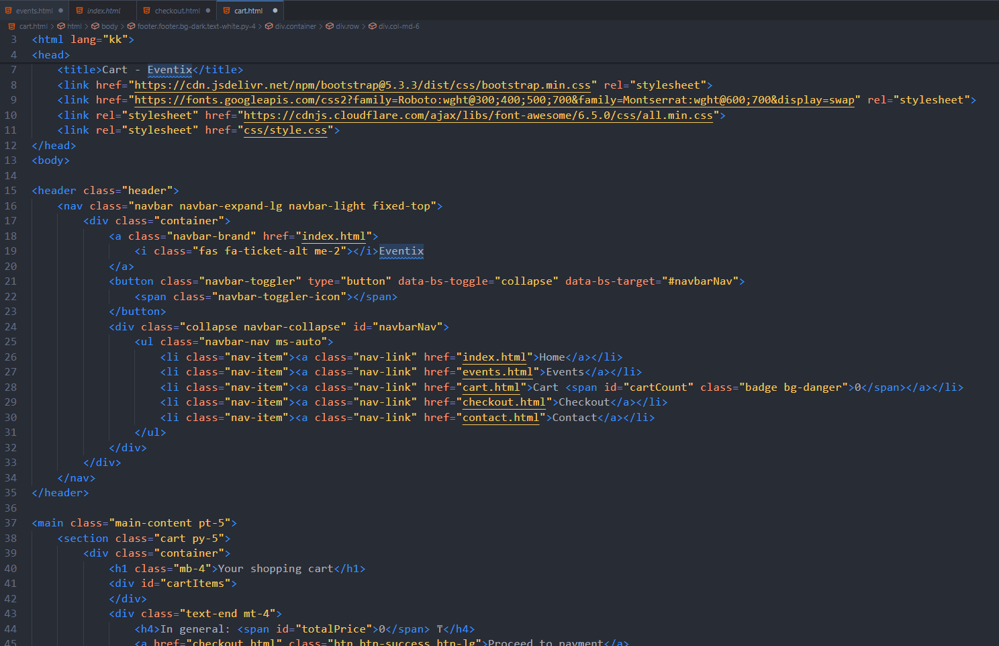 events.html index.html checkout.html cart.html
cart.html > html > body > footer.footer.bg-dark.text-white.py-4 > div.container > div.row > div.col-md-6
3 <html lang="kk">
4 <head>
7 <title>Cart - Eventix</title>
8 <link href="https://cdn.jsdelivr.net/npm/bootstrap@5.3.3/dist/css/bootstrap.min.css" rel="stylesheet">
9 <link href="https://fonts.googleapis.com/css2?family=Roboto:wght@300;400;500;700&family=Montserrat:wght@600;700&display=swap" rel="stylesheet">
10 <link rel="stylesheet" href="https://cdnjs.cloudflare.com/ajax/libs/font-awesome/6.5.0/css/all.min.css">
11 <link rel="stylesheet" href="css/style.css">
12 </head>
13 <body>
14
15 <header class="header">
16 <nav class="navbar navbar-expand-lg navbar-light fixed-top">
17 <div class="container">
18 <a class="navbar-brand" href="index.html">
19 <i class="fas fa-ticket-alt me-2"></i>Eventix
20 </a>
21 <button class="navbar-toggler" type="button" data-bs-toggle="collapse" data-bs-target="#navbarNav">
22 <span class="navbar-toggler-icon"></span>
23 </button>
24 <div class="collapse navbar-collapse" id="navbarNav">
25 <ul class="navbar-nav ms-auto">
26 <li class="nav-item"><a class="nav-link" href="index.html">Home</a></li>
27 <li class="nav-item"><a class="nav-link" href="events.html">Events</a></li>
28 <li class="nav-item"><a class="nav-link" href="cart.html">Cart <span id="cartCount" class="badge bg-danger">0</span></a></li>
29 <li class="nav-item"><a class="nav-link" href="checkout.html">Checkout</a></li>
30 <li class="nav-item"><a class="nav-link" href="contact.html">Contact</a></li>
31 </ul>
32 </div>
33 </div>
34 </nav>
35 </header>
36
37 <main class="main-content pt-5">
38 <section class="cart py-5">
39 <div class="container">
40 <h1 class="mb-4">Your shopping cart</h1>
41 <div id="cartItems">
42 </div>
43 <div class="text-end mt-4">
44 <h4>In general: <span id="totalPrice">0</span> ₸</h4>
45 <a href="checkout.html" class="btn btn-success btn-lg">Proceed to payment</a>